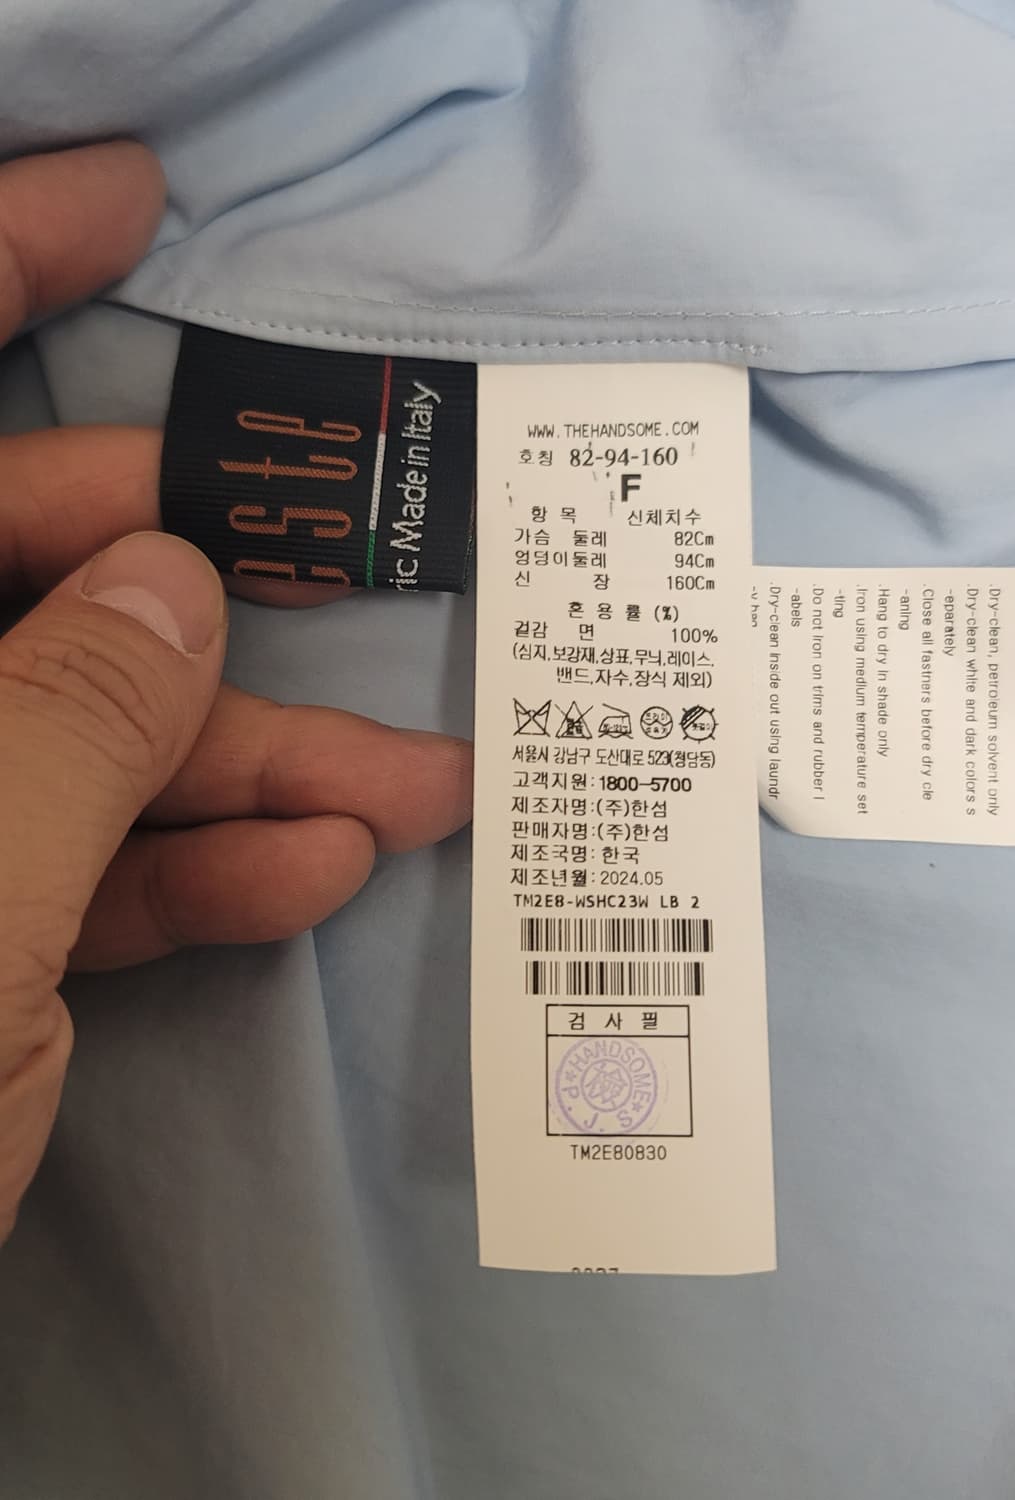 este
ric Made in Italy
WWW.THEHANDSOME.COM
호칭 82-94-160
F
항 목 신체치수
가슴 둘레 82Cm
엉덩이둘레 94Cm
신 장 160Cm
혼 용 률 (%)
겉감 면 100%
(심지,보강재,상표,무늬,레이스,
밴드,자수,장식 제외)
서울시 강남구 도산대로 523(청담동)
고객지원:1800-5700
제조자명:(주)한섬
판매자명:(주)한섬
제조국명:한국
제조년월:2024.05
TM2E8-WSHC23W LB 2
검 사 필
HANDSOME
P.J.S
檢
TM2E80830
Dry-clean, petroleum solvent only
.Dry-clean white and dark colors s
-eparately
.Close all fastners before dry cle
-aning
.Hang to dry in shade only
.Iron using medium temperature set
-ting
.Do not iron on trims and rubber l
-abels
.Dry-clean inside out using laundr